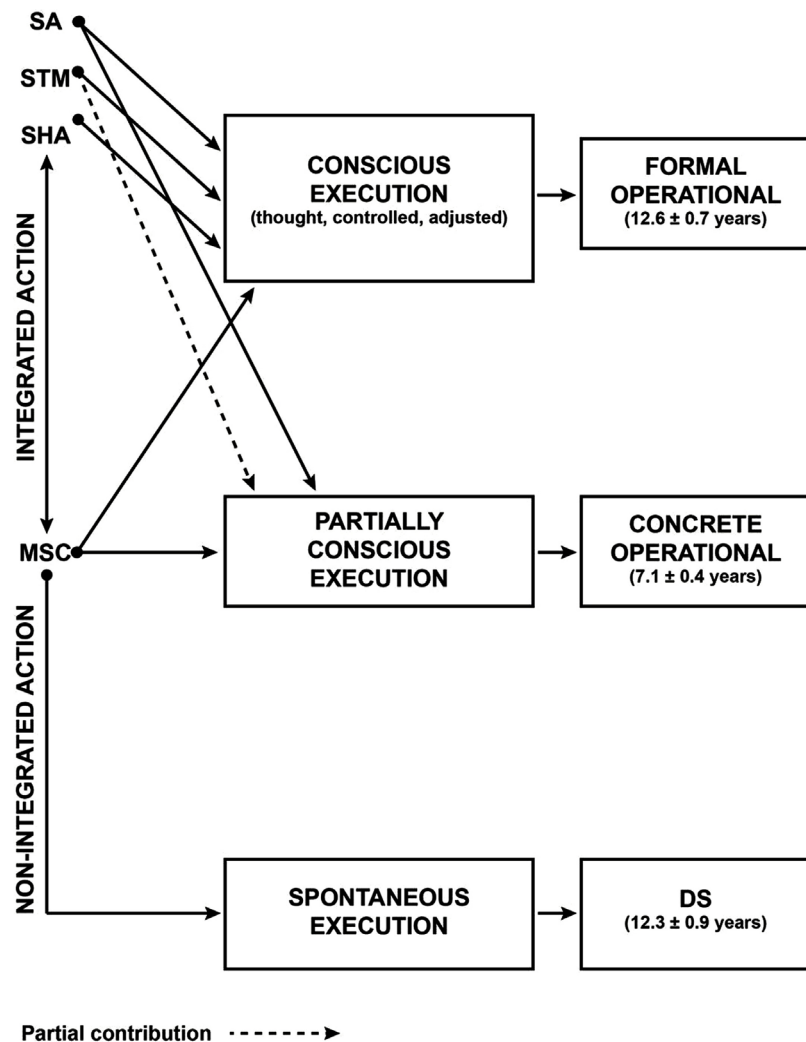 SA
STM
SHA
CONSCIOUS
EXECUTION
(thought, controlled, adjusted)
FORMAL
OPERATIONAL
(12.6 ± 0.7 years)
INTEGRATED ACTION
MSC
PARTIALLY
CONSCIOUS
EXECUTION
CONCRETE
OPERATIONAL
(7.1 ± 0.4 years)
NON-INTEGRATED ACTION
SPONTANEOUS
EXECUTION
DS
(12.3 ± 0.9 years)
Partial contribution